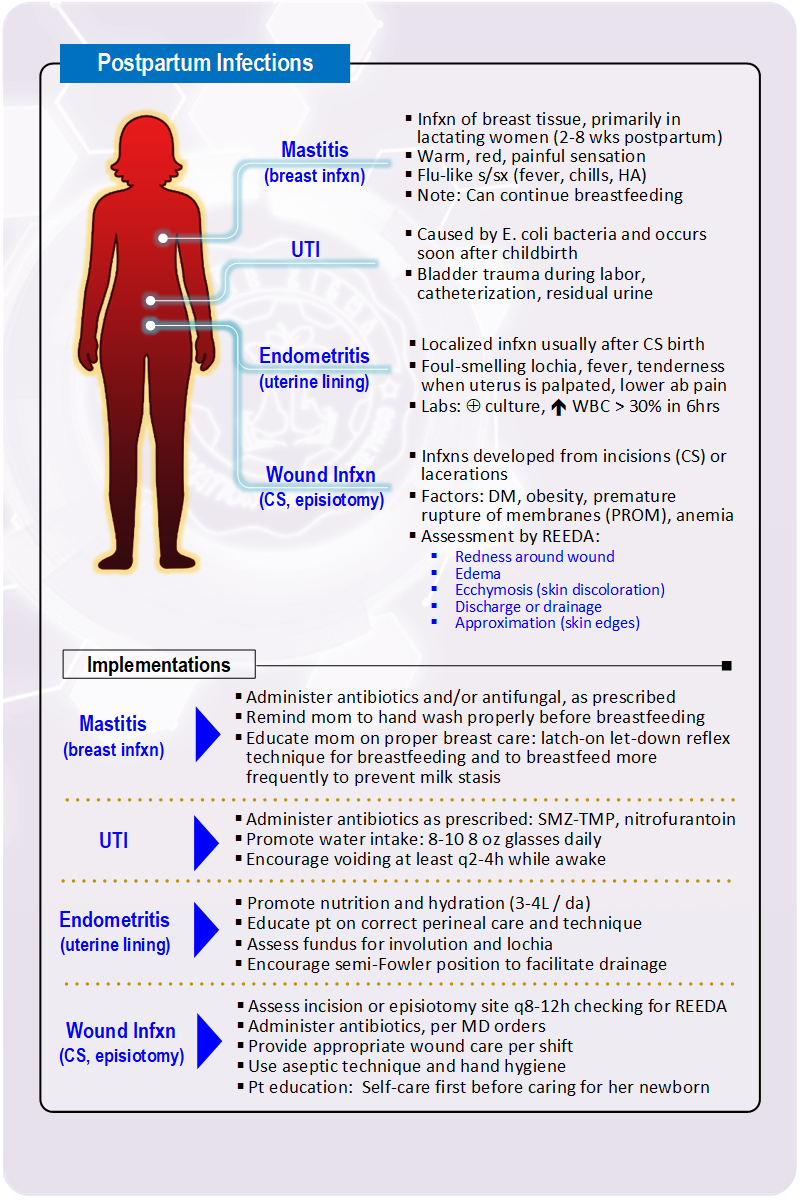 Postpartum Infections
Mastitis
(breast infxn)
▪ Infxn of breast tissue, primarily in
lactating women (2-8 wks postpartum)
▪ Warm, red, painful sensation
▪ Flu-like s/sx (fever, chills, HA)
▪ Note: Can continue breastfeeding
UTI
▪ Caused by E. coli bacteria and occurs
soon after childbirth
▪ Bladder trauma during labor,
catheterization, residual urine
Endometritis
(uterine lining)
▪ Localized infxn usually after CS birth
▪ Foul-smelling lochia, fever, tenderness
when uterus is palpated, lower ab pain
▪ Labs: ⊕ culture, 🡅 WBC > 30% in 6hrs
Wound Infxn
(CS, episiotomy)
▪ Infxns developed from incisions (CS) or
lacerations
▪ Factors: DM, obesity, premature
rupture of membranes (PROM), anemia
▪ Assessment by REEDA:
▪ Redness around wound
▪ Edema
▪ Ecchymosis (skin discoloration)
▪ Discharge or drainage
▪ Approximation (skin edges)
Implementations
Mastitis
(breast infxn)
▪ Administer antibiotics and/or antifungal, as prescribed
▪ Remind mom to hand wash properly before breastfeeding
▪ Educate mom on proper breast care: latch-on let-down reflex
technique for breastfeeding and to breastfeed more
frequently to prevent milk stasis
UTI
▪ Administer antibiotics as prescribed: SMZ-TMP, nitrofurantoin
▪ Promote water intake: 8-10 8 oz glasses daily
▪ Encourage voiding at least q2-4h while awake
Endometritis
(uterine lining)
▪ Promote nutrition and hydration (3-4L / da)
▪ Educate pt on correct perineal care and technique
▪ Assess fundus for involution and lochia
▪ Encourage semi-Fowler position to facilitate drainage
Wound Infxn
(CS, episiotomy)
▪ Assess incision or episiotomy site q8-12h checking for REEDA
▪ Administer antibiotics, per MD orders
▪ Provide appropriate wound care per shift
▪ Use aseptic technique and hand hygiene
▪ Pt education:  Self-care first before caring for her newborn